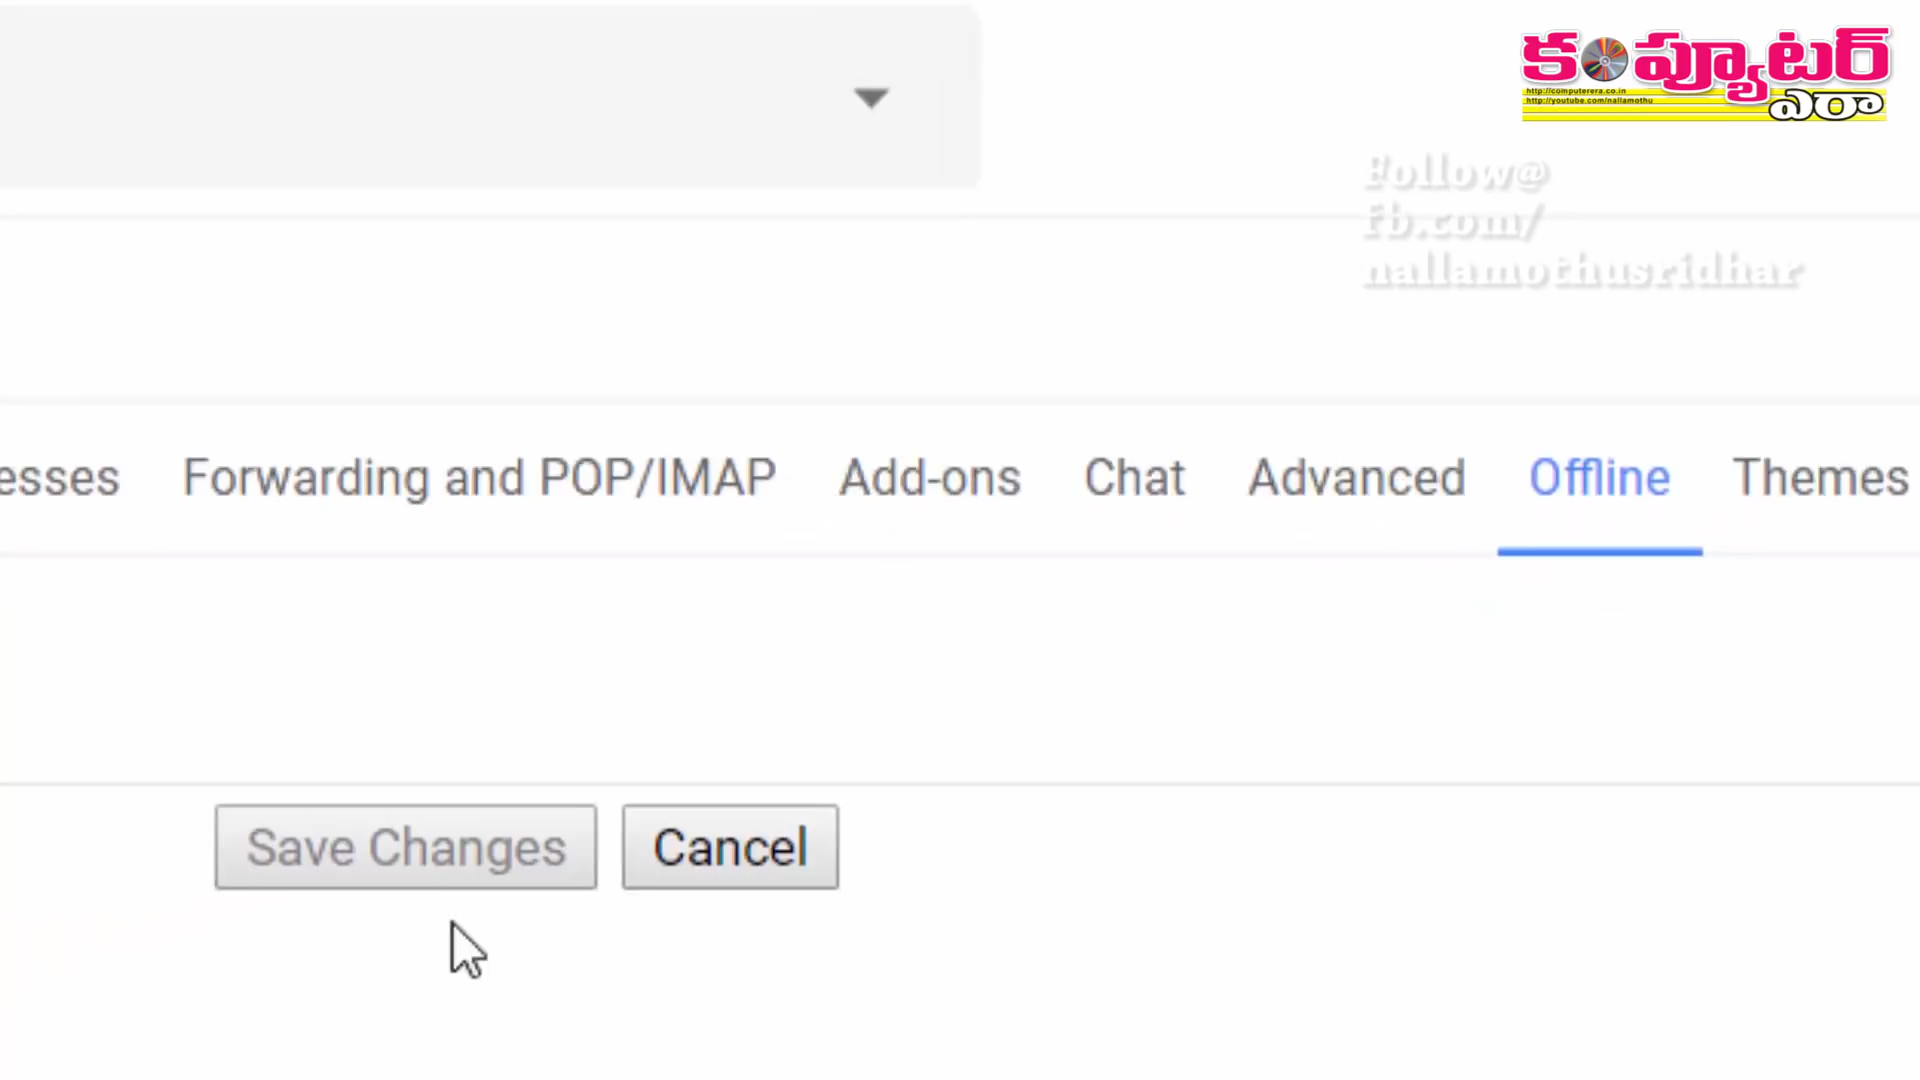 కంప్యూటర్
http://computerera.co.in
http://youtube.com/nallamothu
ఎరా
Follow@
fb.com/
nallamothusridhar
esses Forwarding and POP/IMAP Add-ons Chat Advanced Offline Themes
Save Changes Cancel